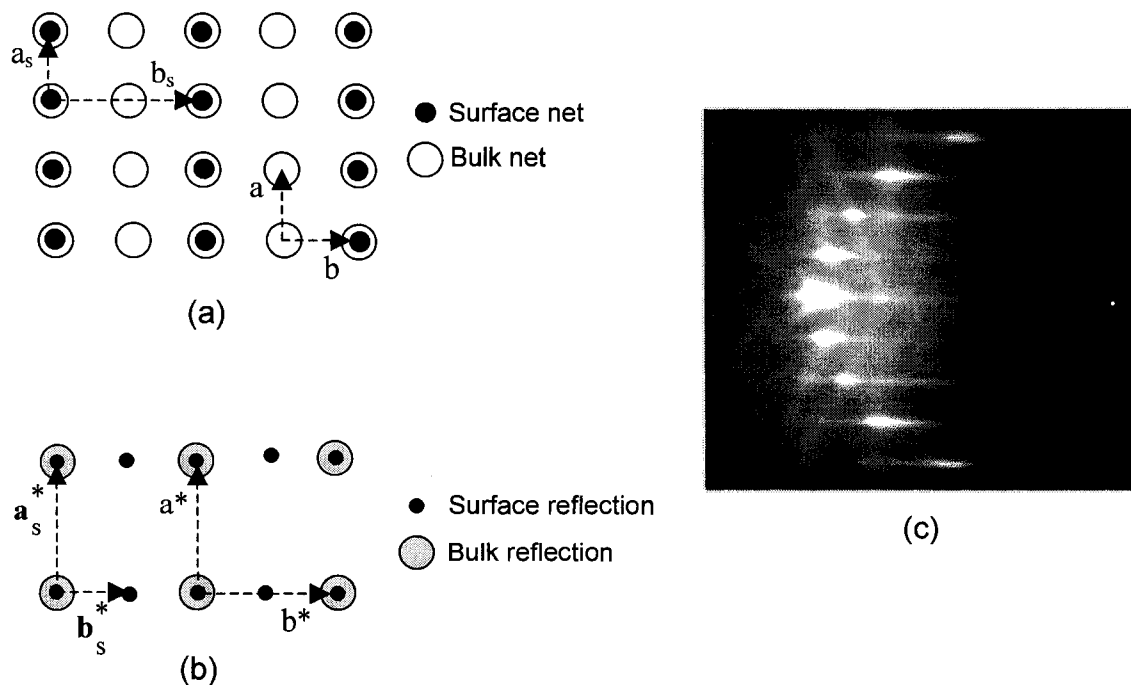 a_s
b_s
Surface net
Bulk net
a
b
(a)
a_s^*
a^*
b_s^*
b^*
Surface reflection
Bulk reflection
(b)
(c)